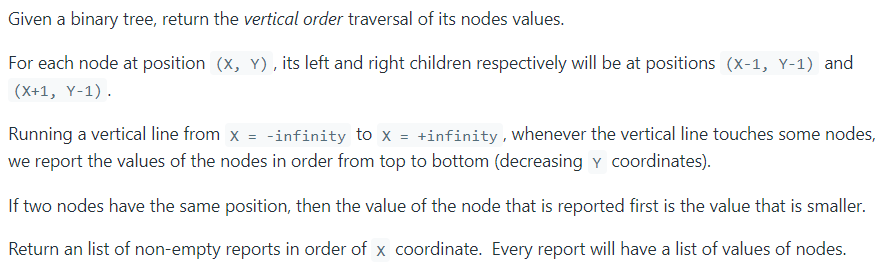 Given a binary tree, return the vertical order traversal of its nodes values.
For each node at position (X, Y) , its left and right children respectively will be at positions (X-1, Y-1) and
(X+1, Y-1) .
Running a vertical line from X = -infinity to X = +infinity , whenever the vertical line touches some nodes,
we report the values of the nodes in order from top to bottom (decreasing Y coordinates).
If two nodes have the same position, then the value of the node that is reported first is the value that is smaller.
Return an list of non-empty reports in order of X coordinate. Every report will have a list of values of nodes.